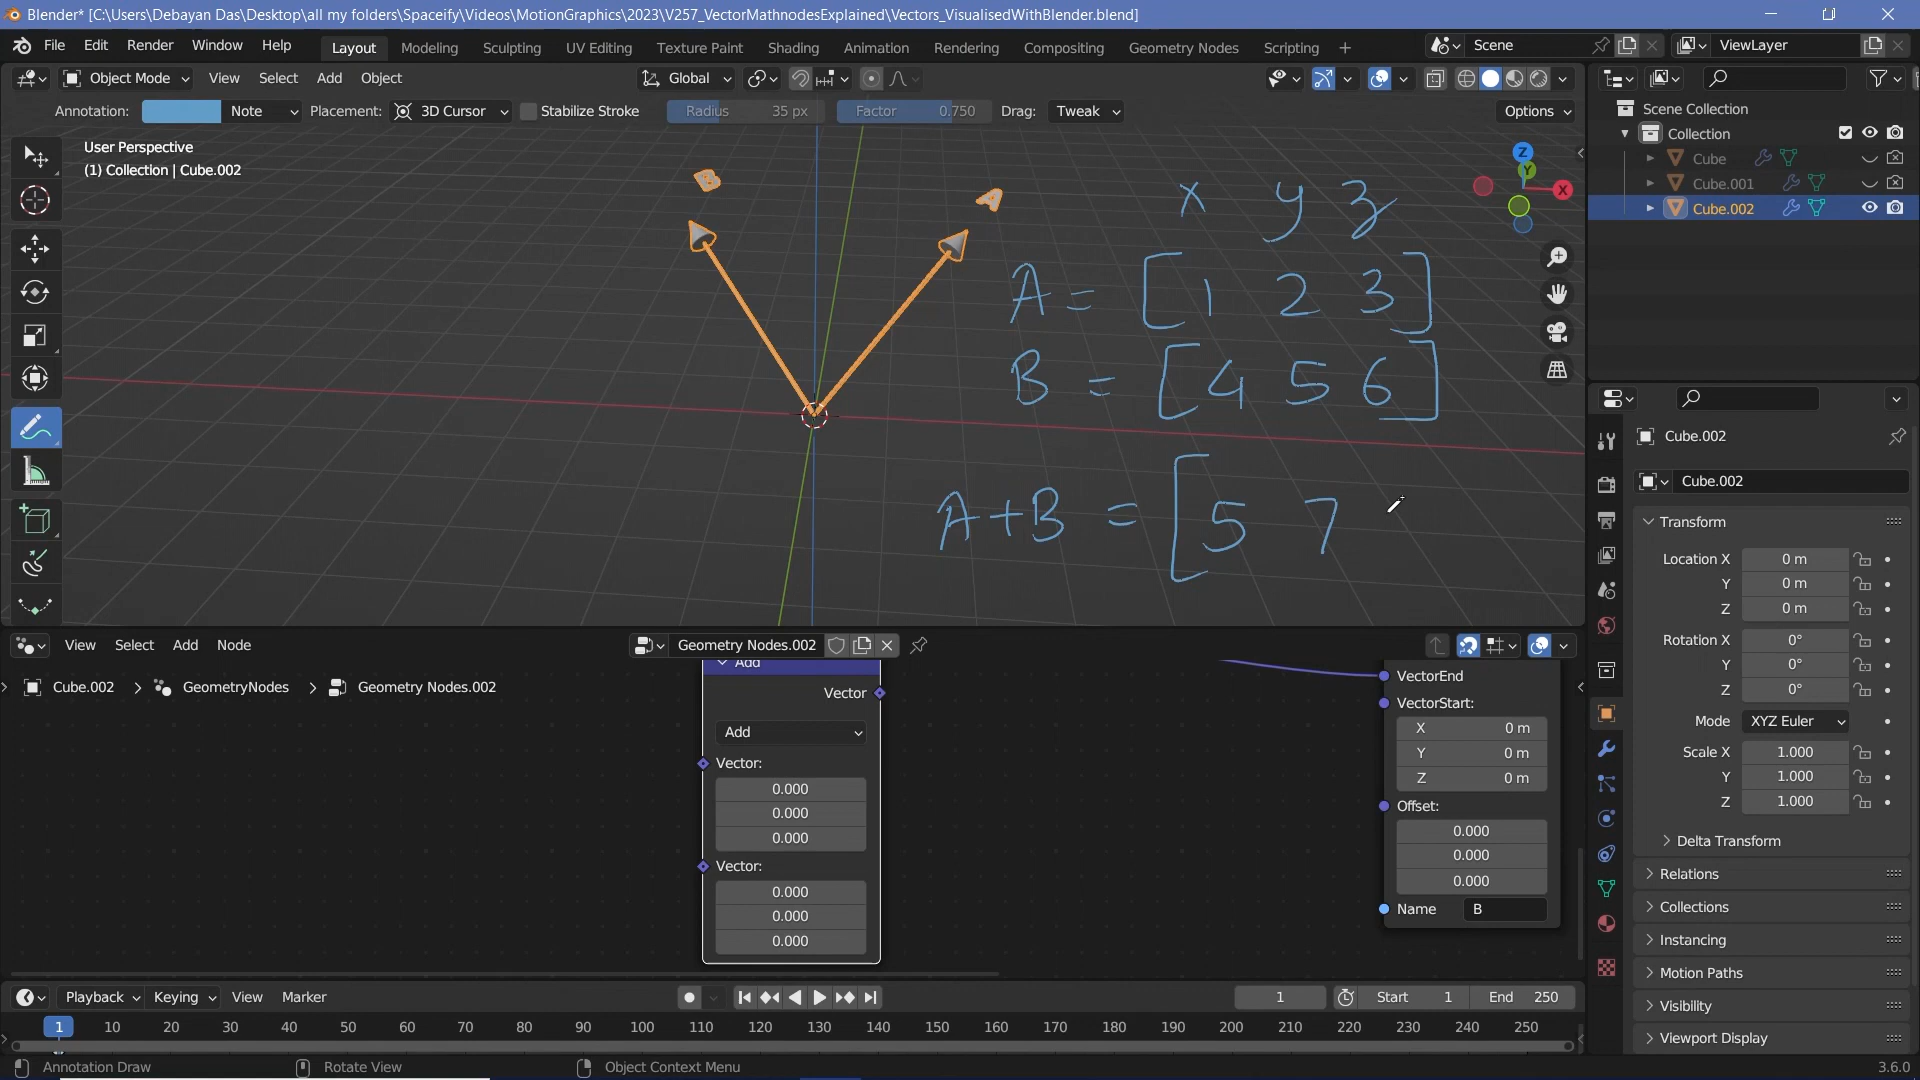 Blender* [C:\Users\Debayan Das\Desktop\all my folders\Spaceify\Videos\MotionGraphics\2023\V257_VectorMathnodesExplained\Vectors_VisualisedWithBlender.blend]
File Edit Render Window Help Layout Modeling Sculpting UV Editing Texture Paint Shading Animation Rendering Compositing Geometry Nodes Scripting + Scene ViewLayer
Object Mode View Select Add Object Global
Annotation: Note Placement: 3D Cursor Stabilize Stroke Radius 35 px Factor 0.750 Drag: Tweak Options
User Perspective
(1) Collection | Cube.002
B A
x y z
A = [1 2 3]
B = [4 5 6]
A+B = [5 7
Z
Y
X
Scene Collection
Collection
Cube
Cube.001
Cube.002
Cube.002
Cube.002
Transform
Location X 0 m
Y 0 m
Z 0 m
Rotation X 0°
Y 0°
Z 0°
Mode XYZ Euler
Scale X 1.000
Y 1.000
Z 1.000
Delta Transform
Relations
Collections
Instancing
Motion Paths
Visibility
Viewport Display
View Select Add Node Geometry Nodes.002
Cube.002 > GeometryNodes > Geometry Nodes.002
Add
Vector
Add
Vector:
0.000
0.000
0.000
Vector:
0.000
0.000
0.000
VectorEnd
VectorStart:
X 0 m
Y 0 m
Z 0 m
Offset:
0.000
0.000
0.000
Name B
Playback Keying View Marker 1 Start 1 End 250
1 10 20 30 40 50 60 70 80 90 100 110 120 130 140 150 160 170 180 190 200 210 220 230 240 250
Annotation Draw Rotate View Object Context Menu 3.6.0